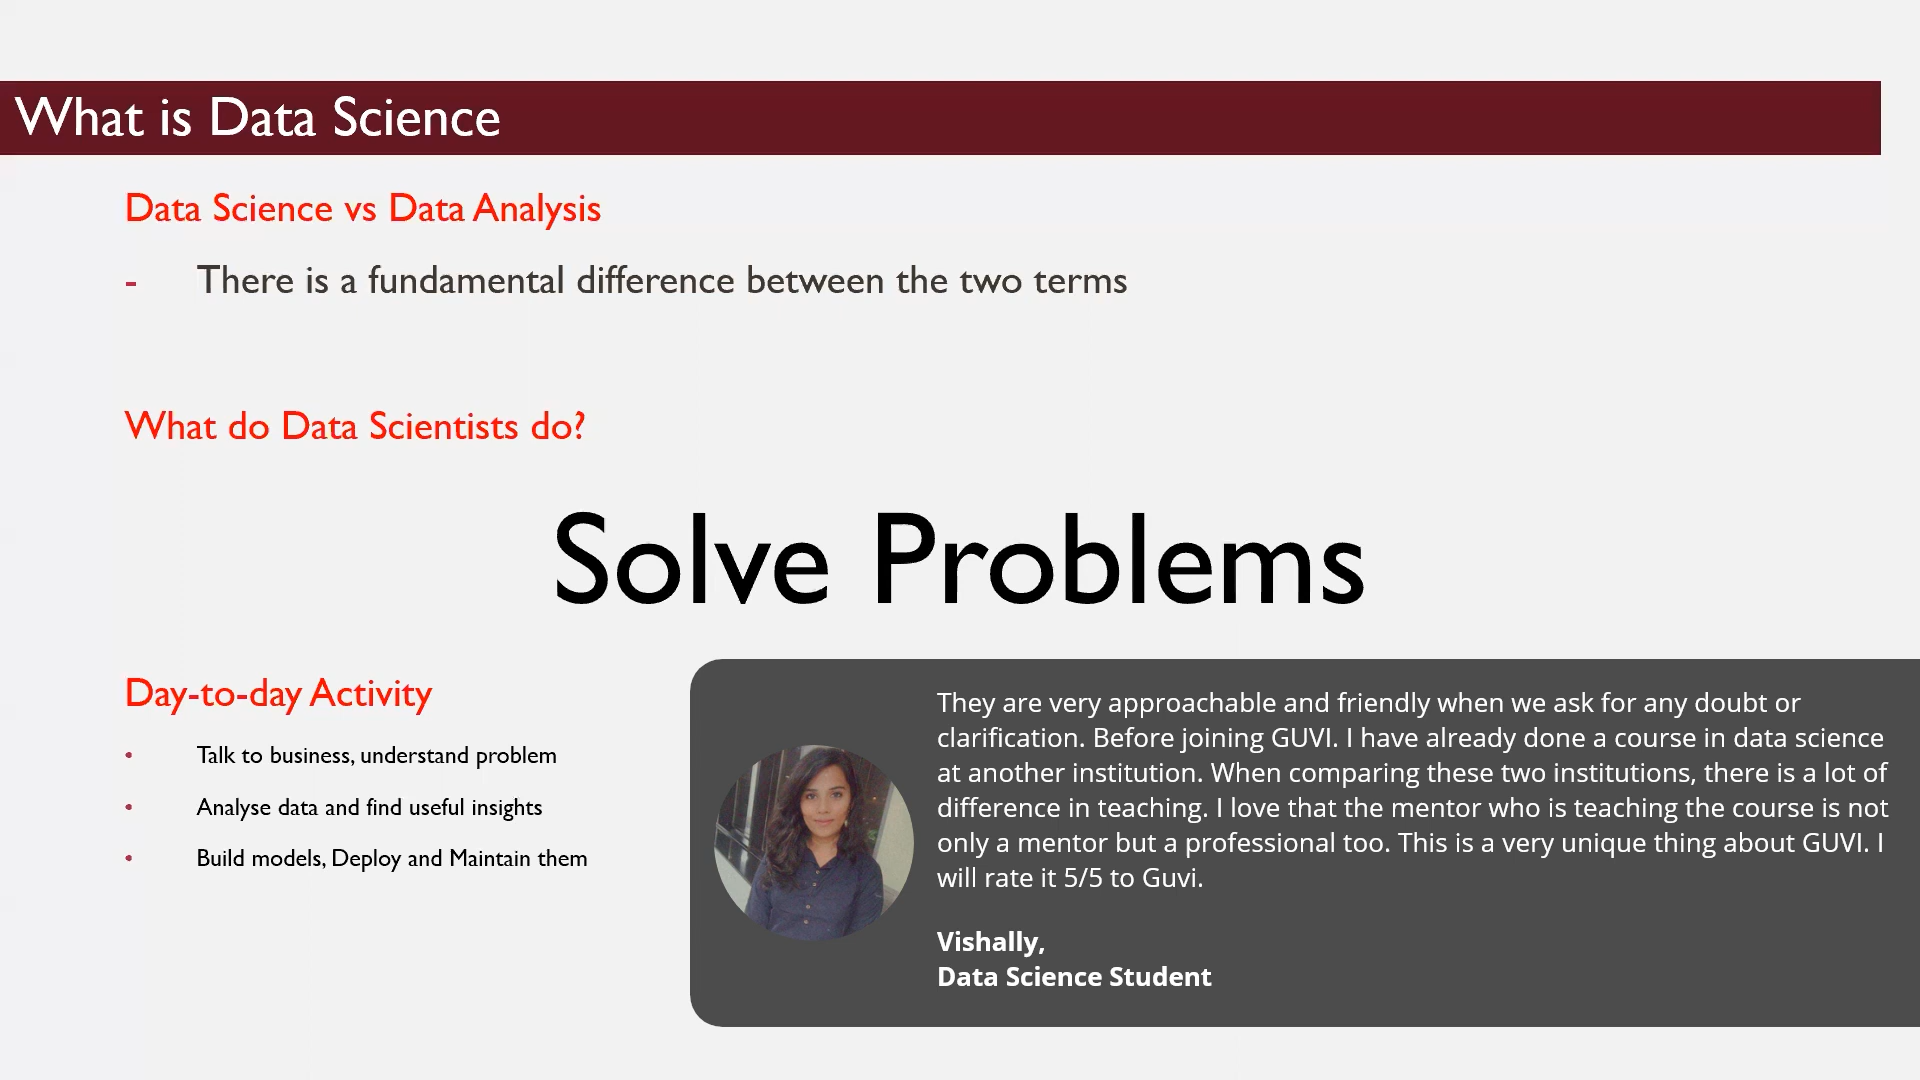 What is Data Science
Data Science vs Data Analysis
- There is a fundamental difference between the two terms
What do Data Scientists do?
Solve Problems
Day-to-day Activity
• Talk to business, understand problem
• Analyse data and find useful insights
• Build models, Deploy and Maintain them
They are very approachable and friendly when we ask for any doubt or
clarification. Before joining GUVI. I have already done a course in data science
at another institution. When comparing these two institutions, there is a lot of
difference in teaching. I love that the mentor who is teaching the course is not
only a mentor but a professional too. This is a very unique thing about GUVI. I
will rate it 5/5 to Guvi.
Vishally,
Data Science Student